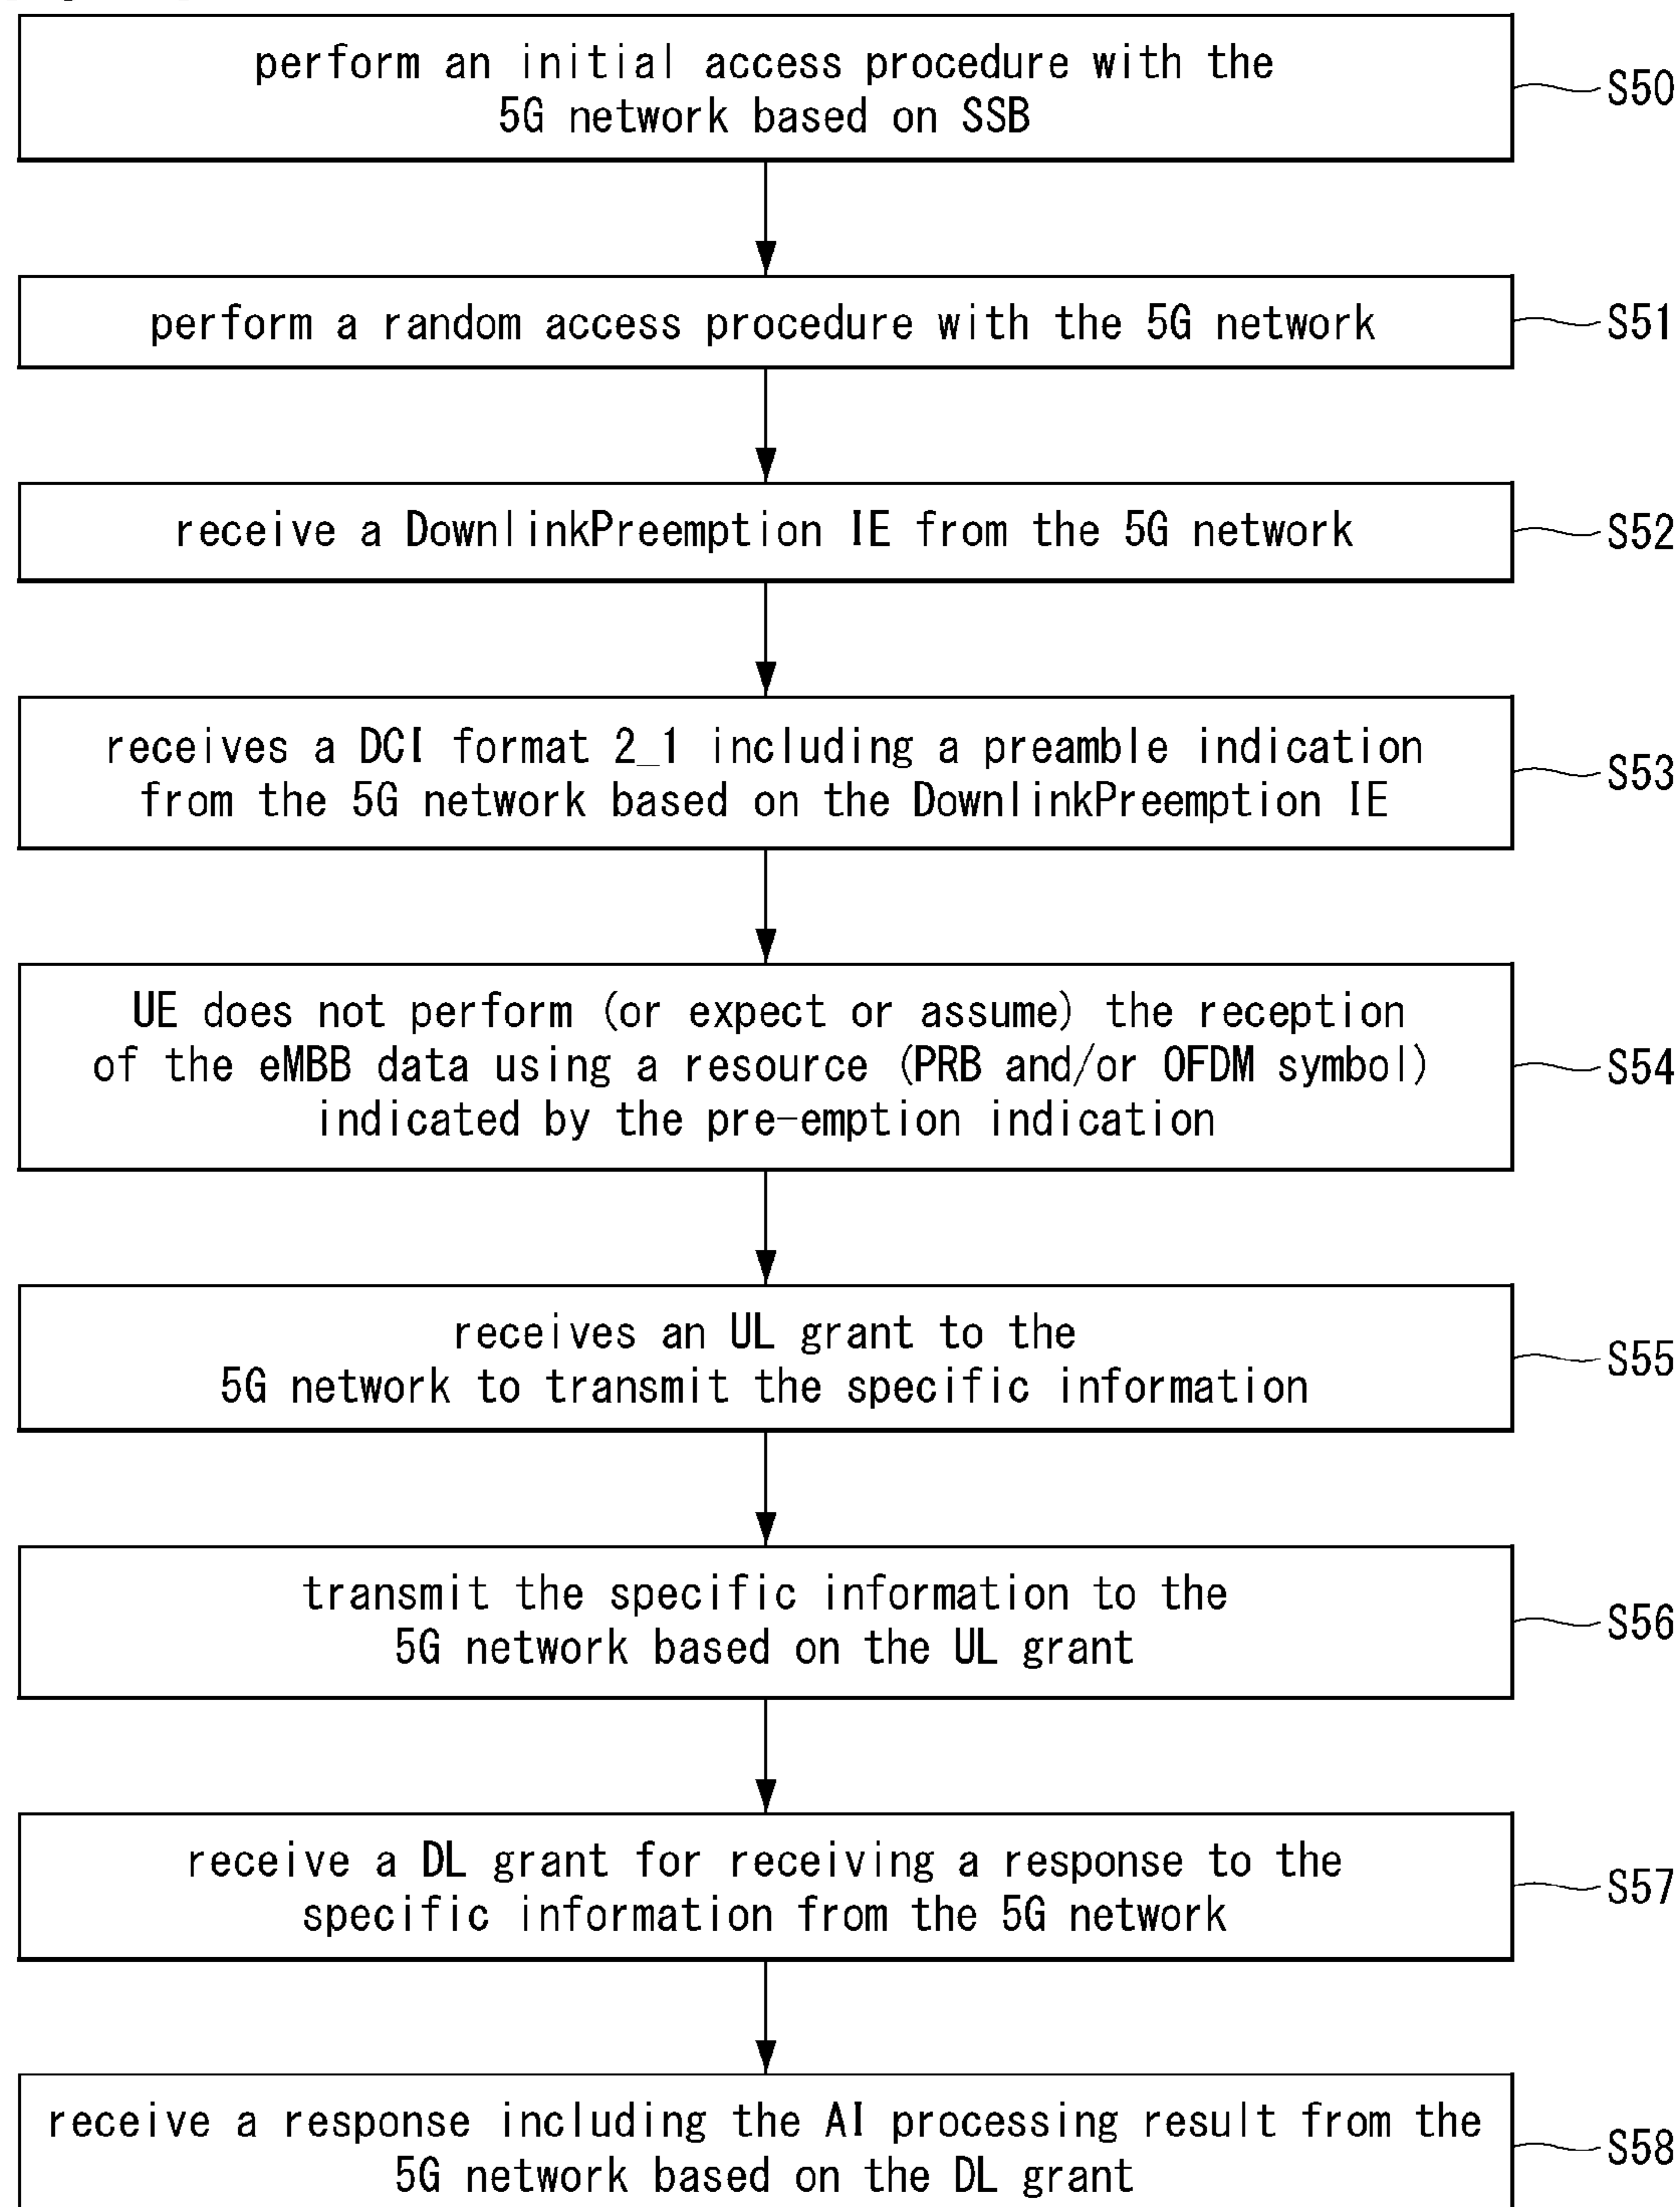 perform an initial access procedure with the
5G network based on SSB
S50
perform a random access procedure with the 5G network
S51
receive a DownlinkPreemption IE from the 5G network
S52
receives a DCI format 2_1 including a preamble indication
from the 5G network based on the DownlinkPreemption IE
S53
UE does not perform (or expect or assume) the reception
of the eMBB data using a resource (PRB and/or OFDM symbol)
indicated by the pre-emption indication
S54
receives an UL grant to the
5G network to transmit the specific information
S55
transmit the specific information to the
5G network based on the UL grant
S56
receive a DL grant for receiving a response to the
specific information from the 5G network
S57
receive a response including the AI processing result from the
5G network based on the DL grant
S58